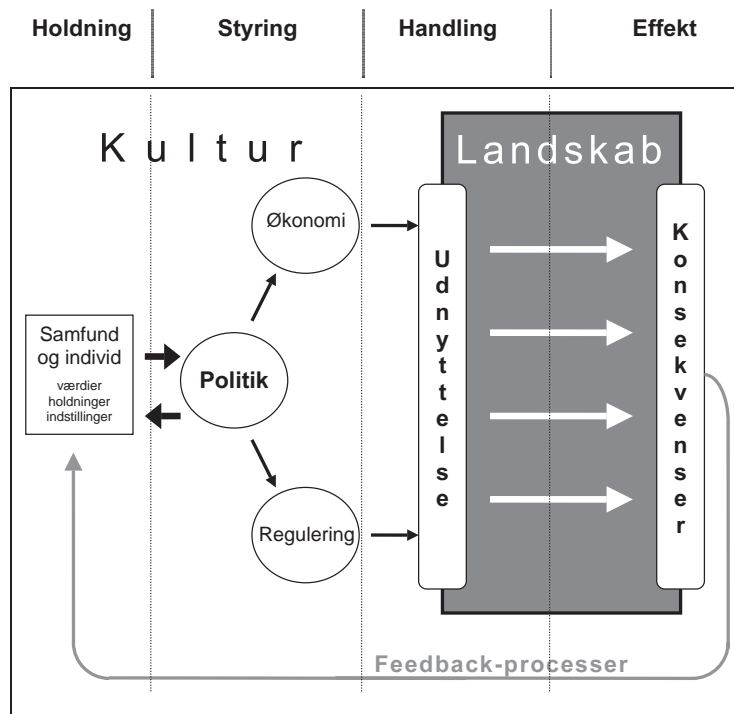 Holdning
Styring
Handling
Effekt
Kultur
Landskab
Økonomi
Samfund
og individ
værdier
holdninger
indstillinger
Politik
Regulering
Udnyttelse
Konsekvenser
Feedback-processer